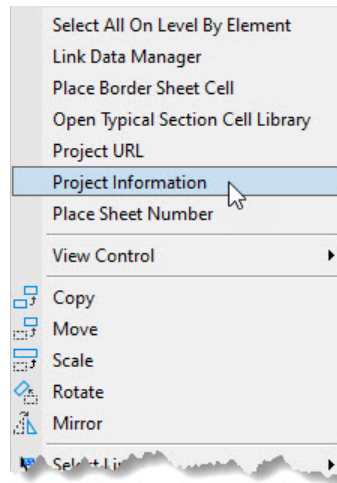 Select All On Level By Element
Link Data Manager
Place Border Sheet Cell
Open Typical Section Cell Library
Project URL
Project Information
Place Sheet Number
View Control
Copy
Move
Scale
Rotate
Mirror
Select